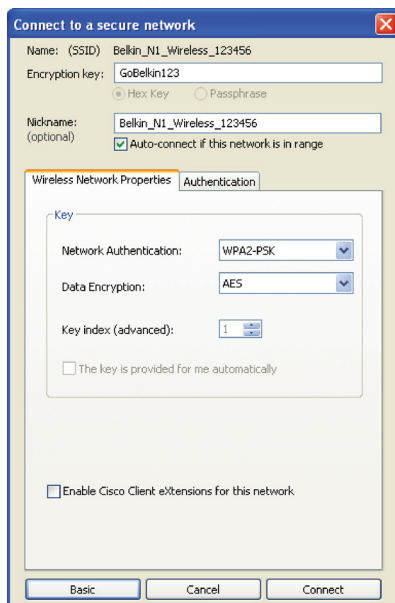 Connect to a secure network
Name: (SSID) Belkin_N1_Wireless_123456
Encryption key: GoBelkin123
Hex Key Passphrase
Nickname: Belkin_N1_Wireless_123456
(optional)
Auto-connect if this network is in range
Wireless Network Properties Authentication
Key
Network Authentication: WPA2-PSK
Data Encryption: AES
Key index (advanced): 1
The key is provided for me automatically
Enable Cisco Client eXtensions for this network
Basic Cancel Connect